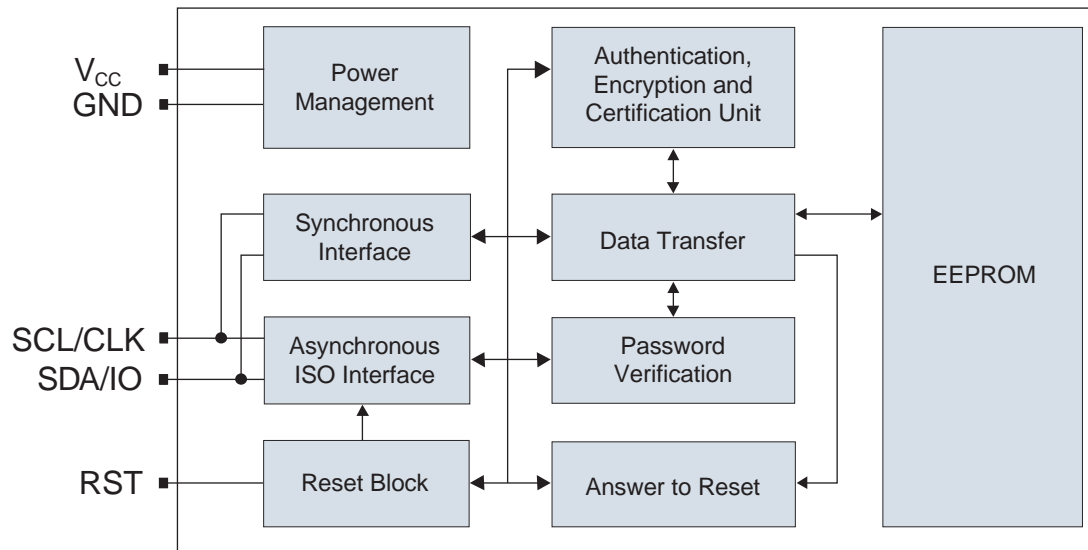 V_CC
GND
SCL/CLK
SDA/IO
RST
Power
Management
Synchronous
Interface
Asynchronous
ISO Interface
Reset Block
Authentication,
Encryption and
Certification Unit
Data Transfer
Password
Verification
Answer to Reset
EEPROM